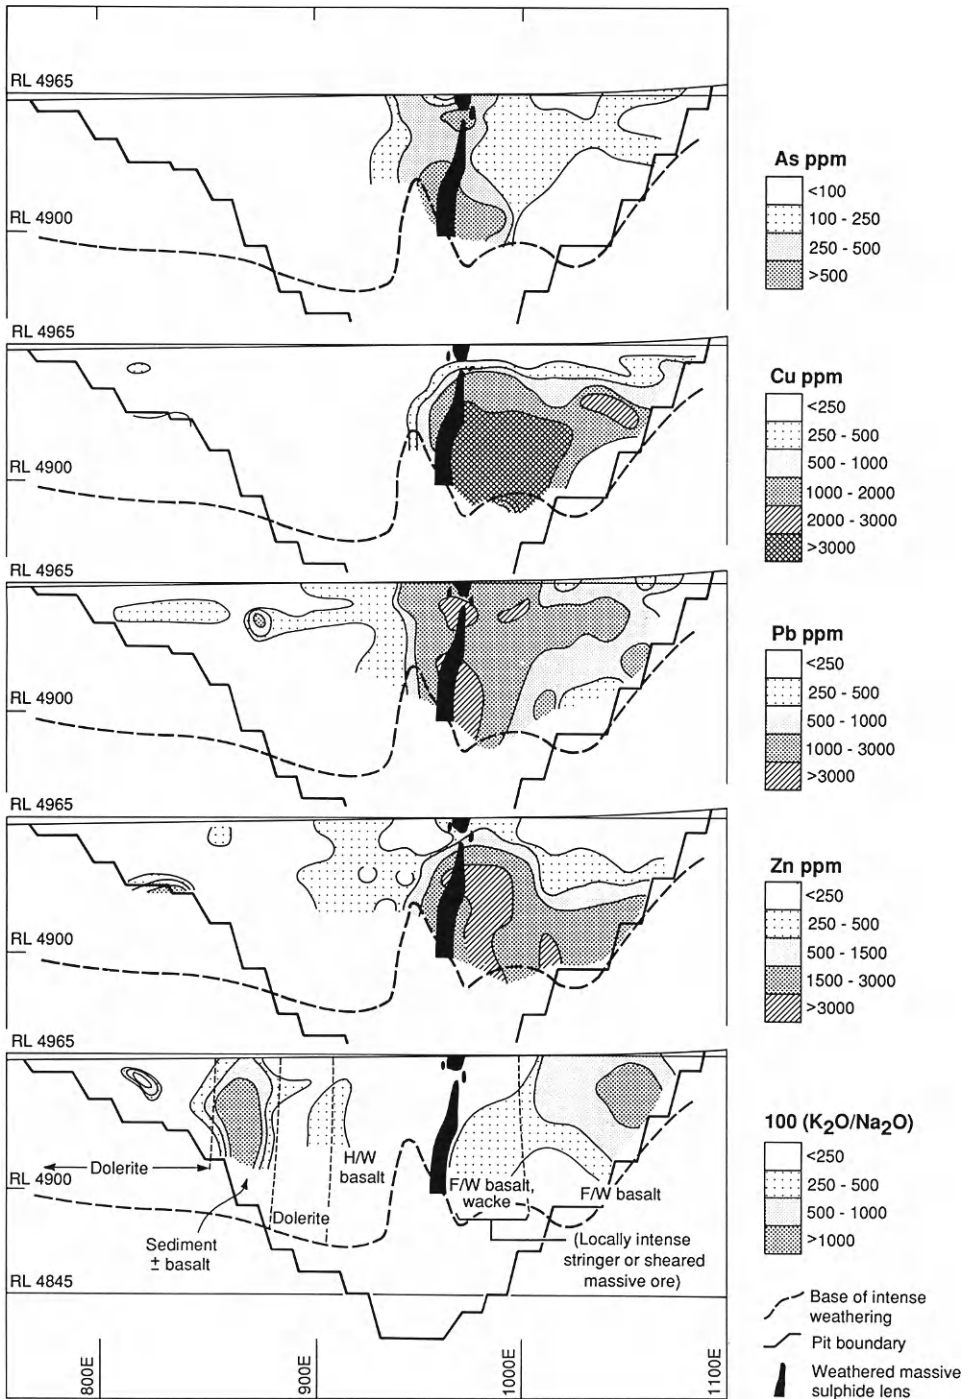 RL 4965
RL 4900
As ppm
<100
100 - 250
250 - 500
>500
RL 4965
RL 4900
Cu ppm
<250
250 - 500
500 - 1000
1000 - 2000
2000 - 3000
>3000
RL 4965
RL 4900
Pb ppm
<250
250 - 500
500 - 1000
1000 - 3000
>3000
RL 4965
RL 4900
Zn ppm
<250
250 - 500
500 - 1500
1500 - 3000
>3000
RL 4965
RL 4900
RL 4845
Dolerite
Sediment
± basalt
Dolerite
H/W
basalt
F/W basalt,
wacke
F/W basalt
(Locally intense
stringer or sheared
massive ore)
100 (K2O/Na2O)
<250
250 - 500
500 - 1000
>1000
Base of intense
weathering
Pit boundary
Weathered massive
sulphide lens
800E
900E
1000E
1100E